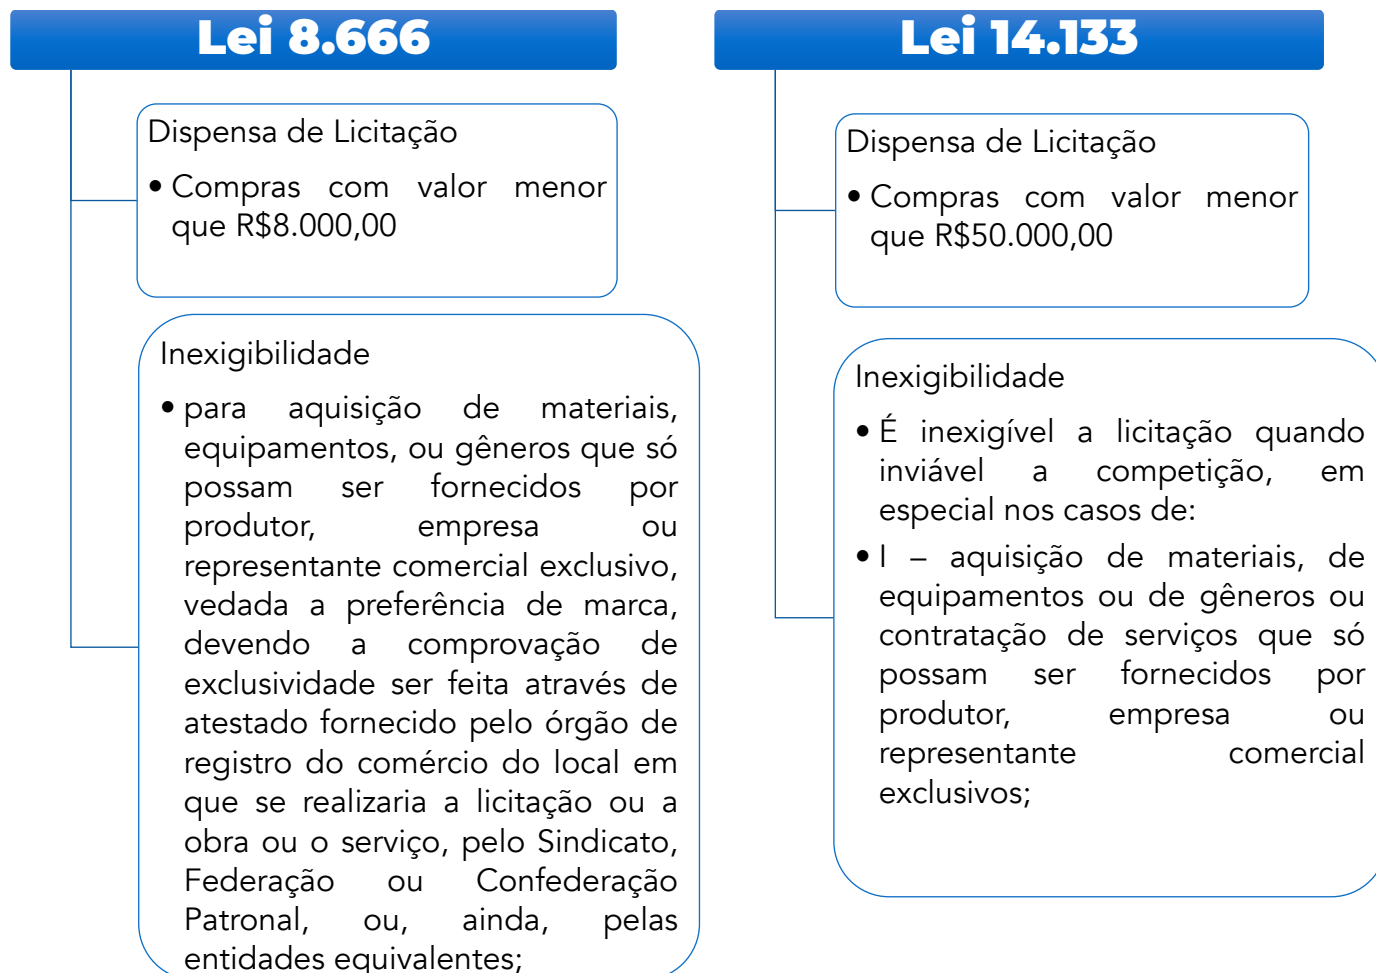 Lei 8.666
Dispensa de Licitação
• Compras com valor menor
que R$8.000,00
Inexigibilidade
• para aquisição de materiais,
equipamentos, ou gêneros que só
possam ser fornecidos por
produtor, empresa ou
representante comercial exclusivo,
vedada a preferência de marca,
devendo a comprovação de
exclusividade ser feita através de
atestado fornecido pelo órgão de
registro do comércio do local em
que se realizaria a licitação ou a
obra ou o serviço, pelo Sindicato,
Federação ou Confederação
Patronal, ou, ainda, pelas
entidades equivalentes;
Lei 14.133
Dispensa de Licitação
• Compras com valor menor
que R$50.000,00
Inexigibilidade
• É inexigível a licitação quando
inviável a competição, em
especial nos casos de:
• I – aquisição de materiais, de
equipamentos ou de gêneros ou
contratação de serviços que só
possam ser fornecidos por
produtor, empresa ou
representante comercial
exclusivos;